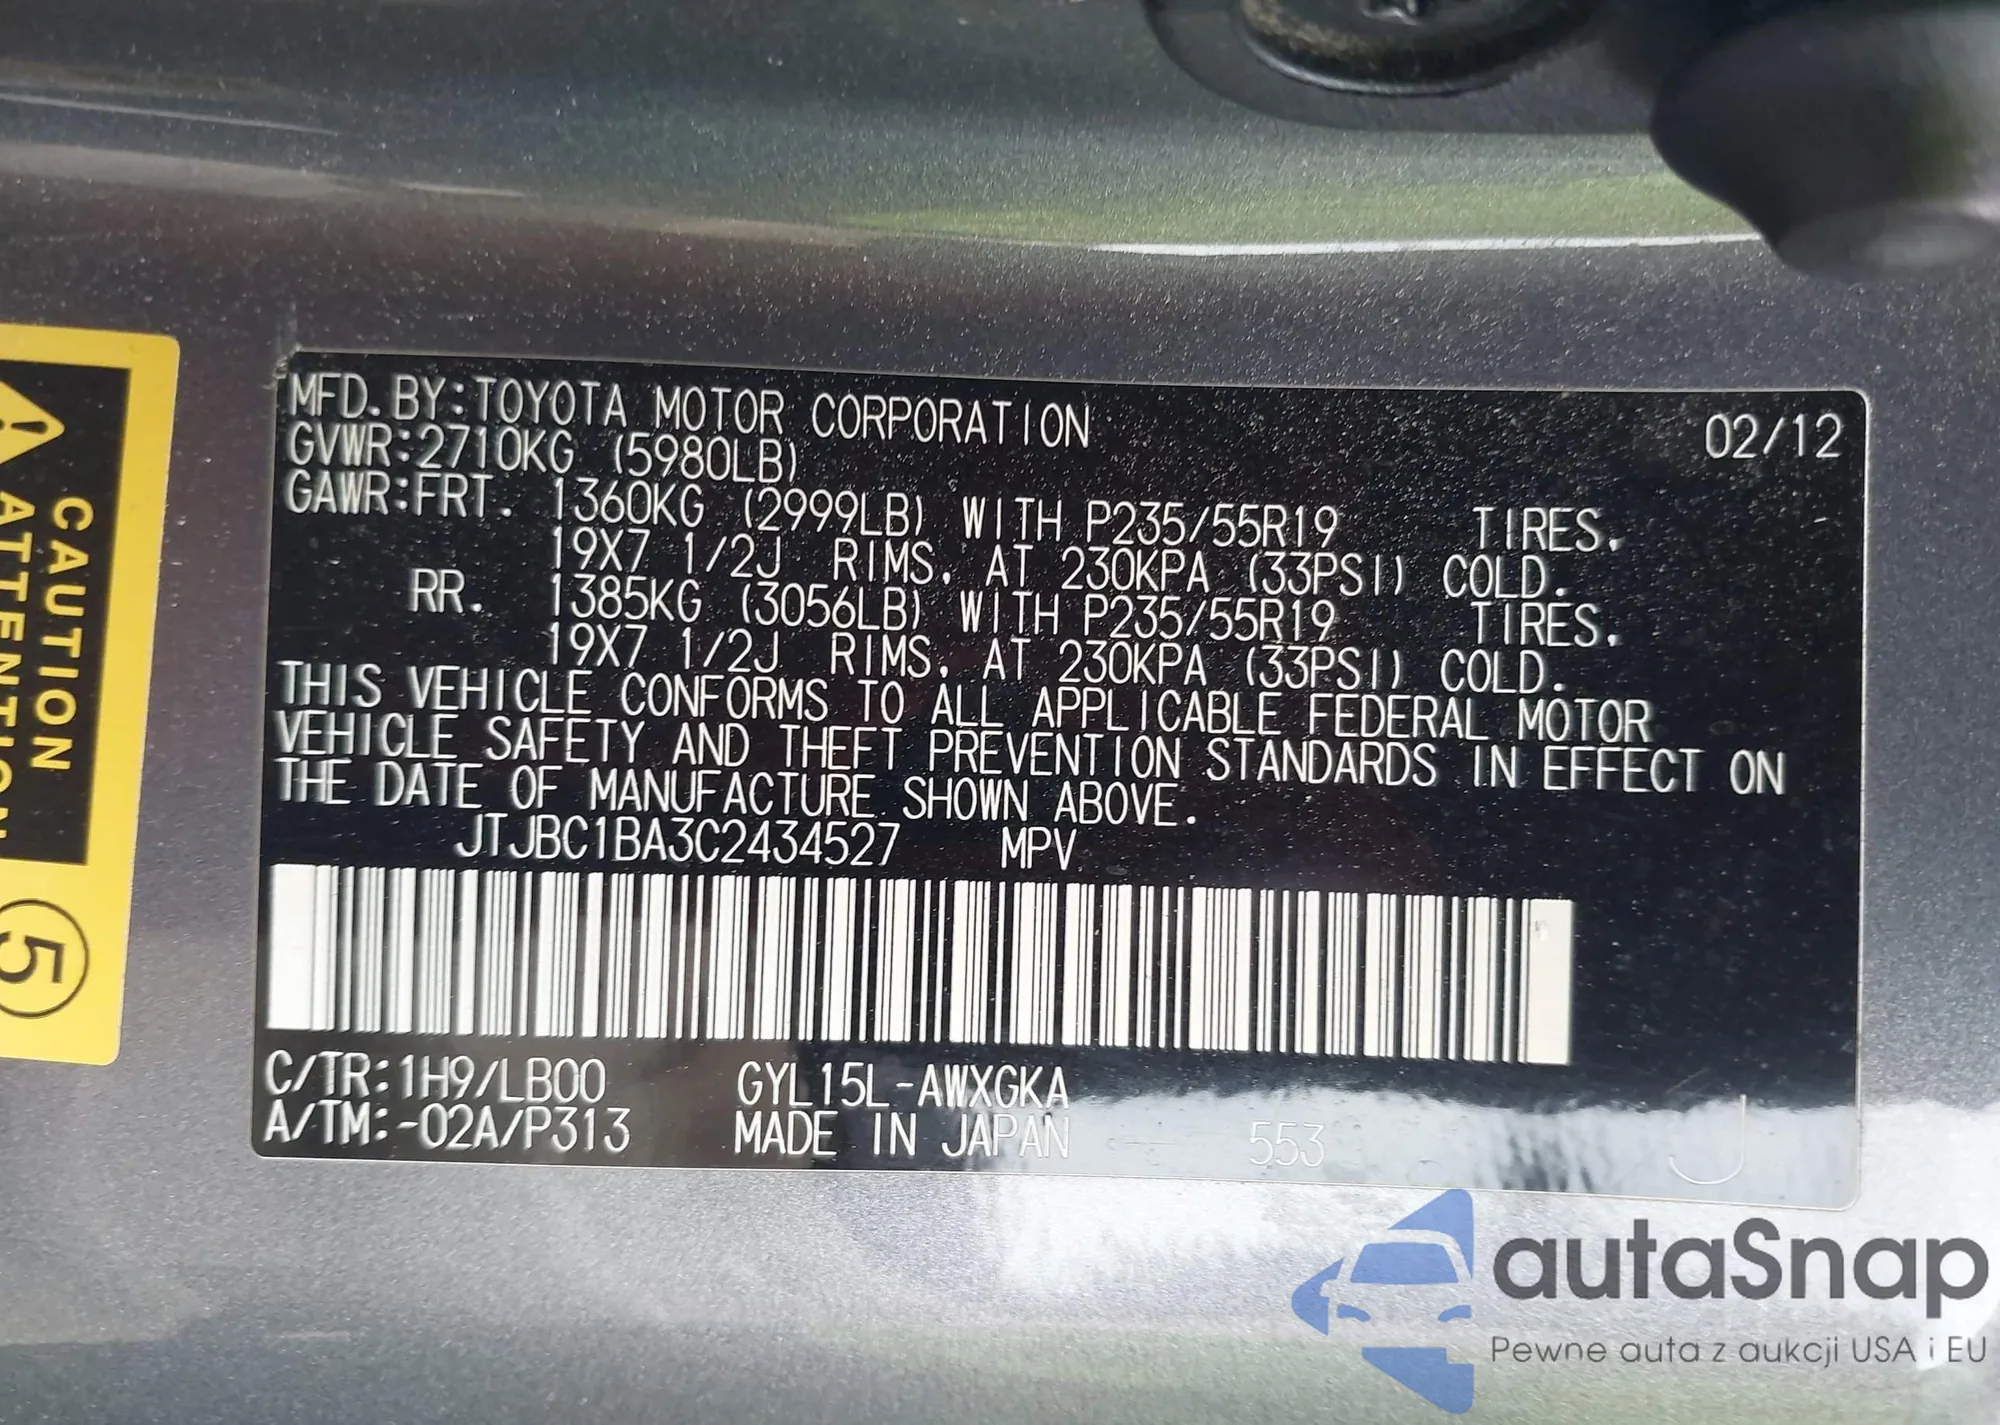 MFD. BY:TOYOTA MOTOR CORPORATION 02/12
GVWR:2710KG (5980LB)
GAWR:FRT. 1360KG (2999LB) WITH P235/55R19 TIRES.
19X7 1/2J RIMS, AT 230KPA (33PSI) COLD.
RR. 1385KG (3056LB) WITH P235/55R19 TIRES.
19X7 1/2J RIMS, AT 230KPA (33PSI) COLD.
THIS VEHICLE CONFORMS TO ALL APPLICABLE FEDERAL MOTOR
VEHICLE SAFETY AND THEFT PREVENTION STANDARDS IN EFFECT ON
THE DATE OF MANUFACTURE SHOWN ABOVE.
JTJBC1BA3C2434527 MPV
C/TR:1H9/LB00 GYL15L-AWXGKA
A/TM:-02A/P313 MADE IN JAPAN 553 J
CAUTION
ATTENTION
5
autaSnap
Pewne auta z aukcji USA i EU